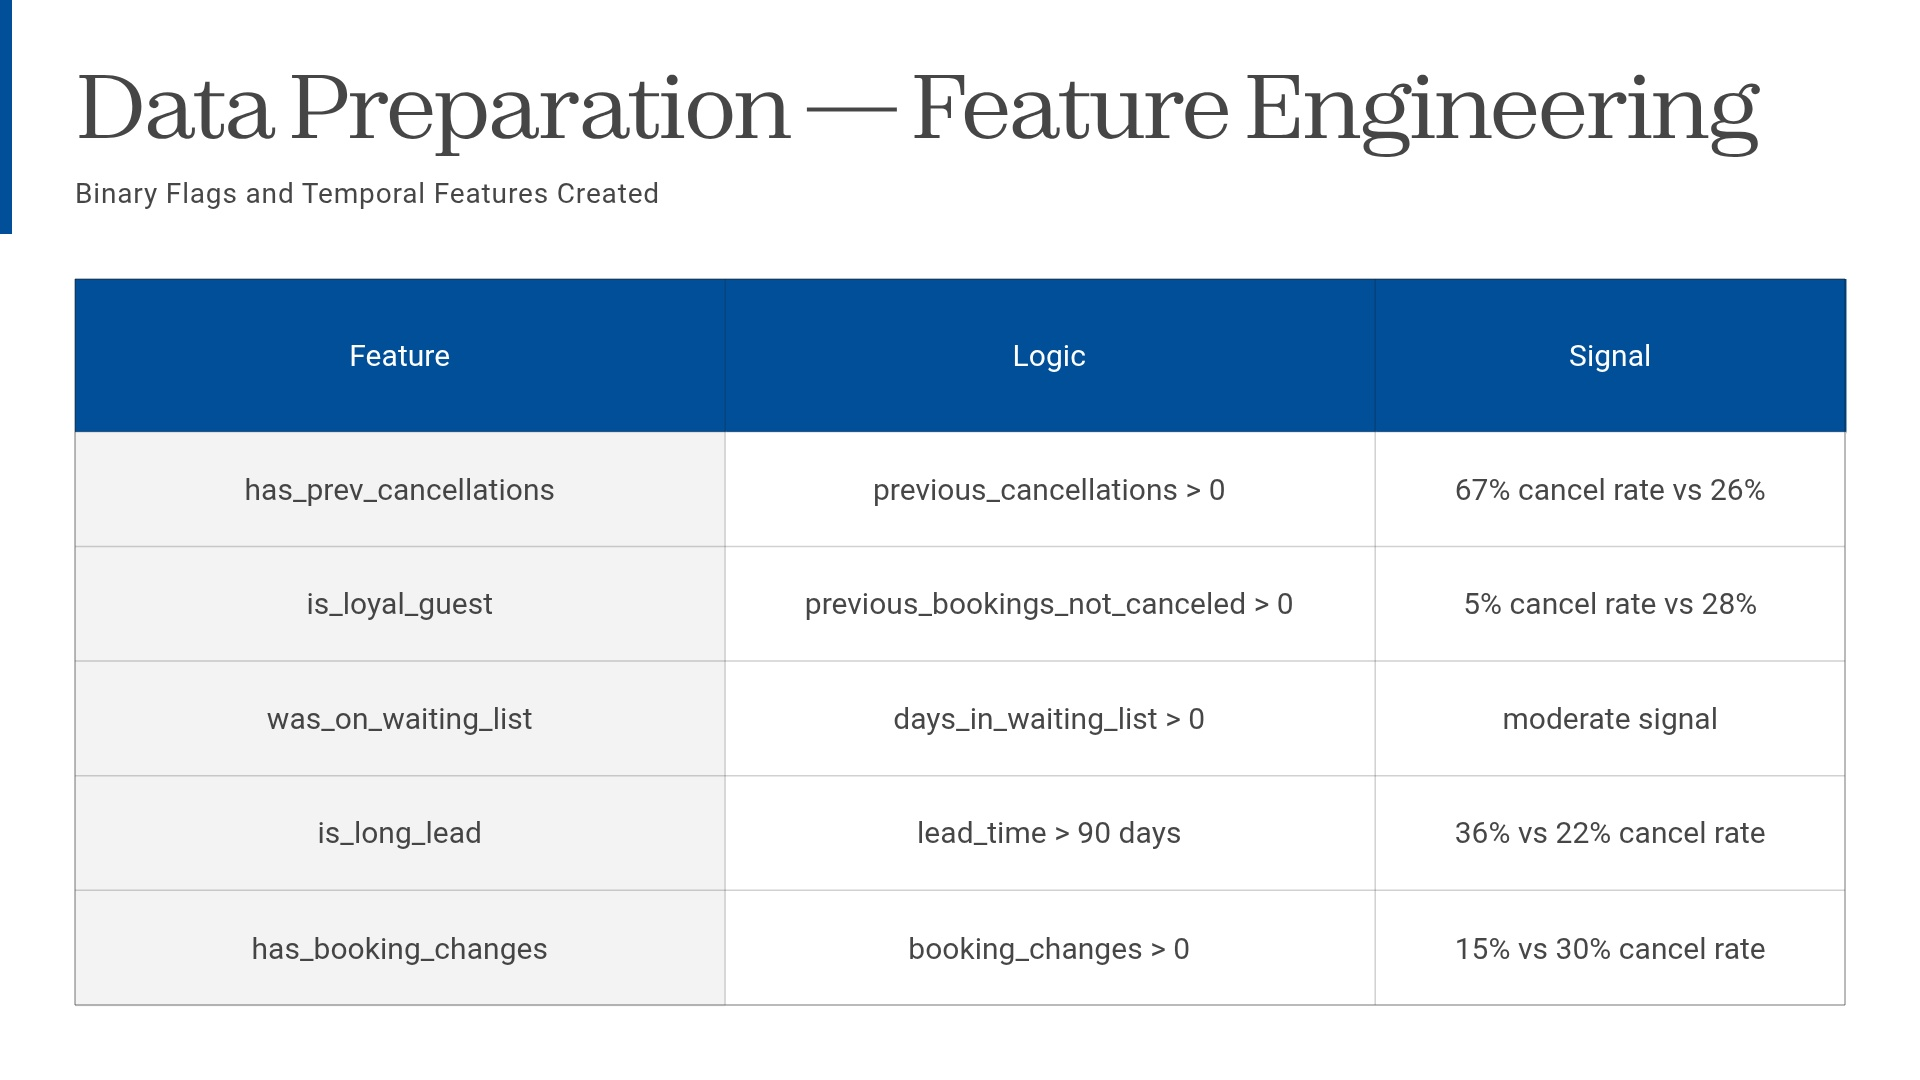 Data Preparation — Feature Engineering
Binary Flags and Temporal Features Created
Feature Logic Signal
has_prev_cancellations previous_cancellations > 0 67% cancel rate vs 26%
is_loyal_guest previous_bookings_not_canceled > 0 5% cancel rate vs 28%
was_on_waiting_list days_in_waiting_list > 0 moderate signal
is_long_lead lead_time > 90 days 36% vs 22% cancel rate
has_booking_changes booking_changes > 0 15% vs 30% cancel rate